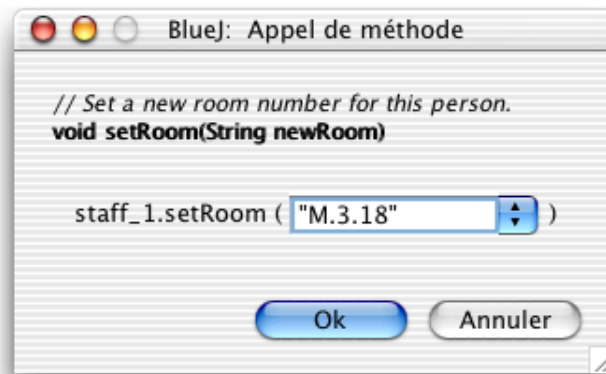 BlueJ: Appel de méthode
// Set a new room number for this person.
void setRoom(String newRoom)
staff_1.setRoom ( "M.3.18" )
Ok Annuler